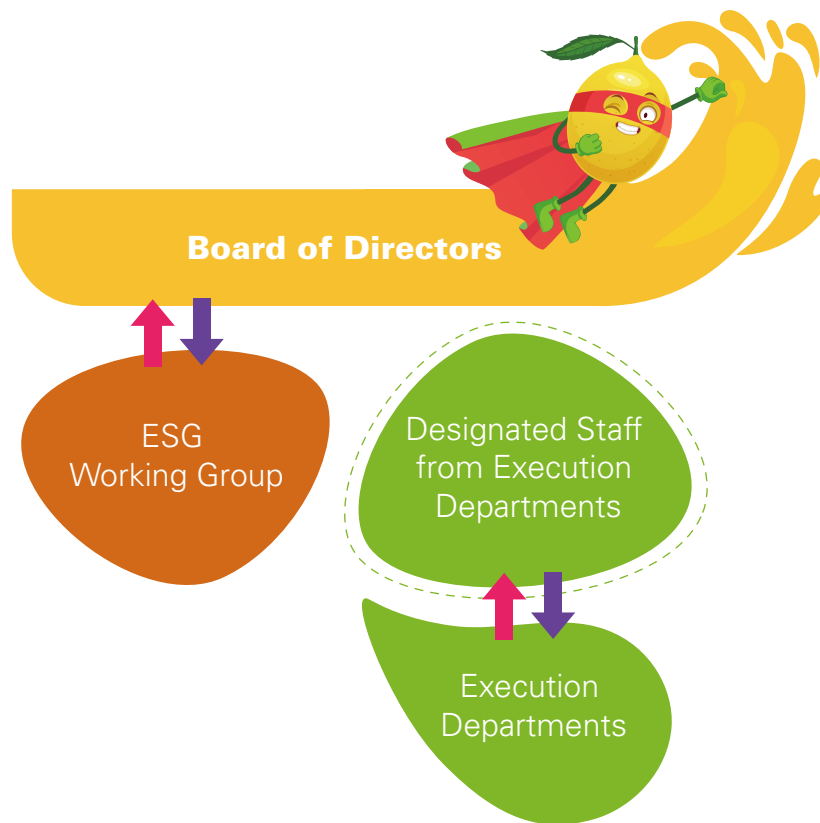 Board of Directors
ESG
Working Group
Designated Staff
from Execution
Departments
Execution
Departments